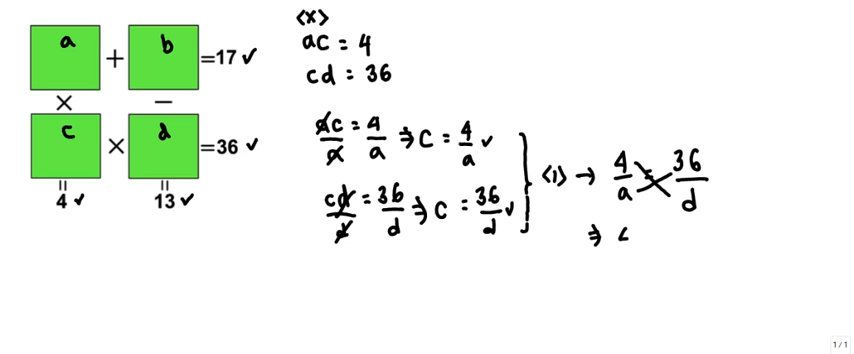 a + b =17 ✓
× −
c × d =36 ✓
= =
4 ✓ 13 ✓
<x>
ac = 4
cd = 36
ac/a = 4/a ⇒ c = 4/a ✓
cd/d = 36/d ⇒ c = 36/d ✓
} <1> → 4/a = 36/d
⇒ 4
1 / 1